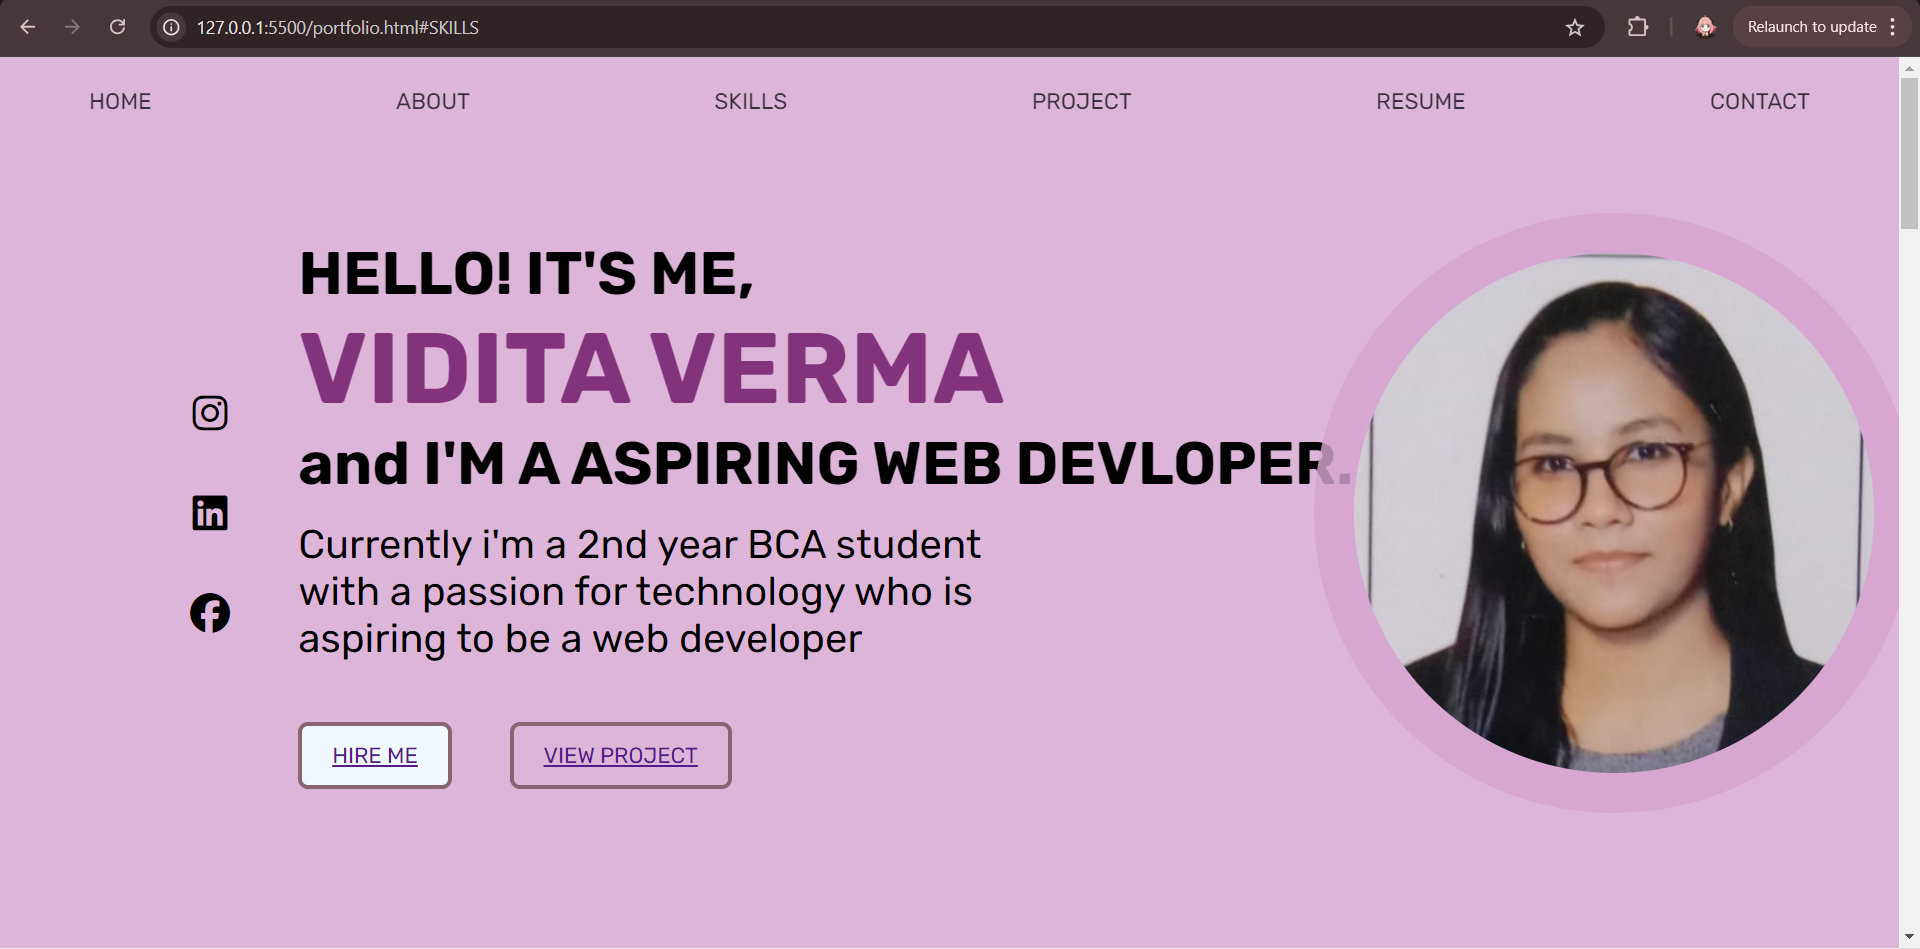 127.0.0.1:5500/portfolio.html#SKILLS
Relaunch to update
HOME ABOUT SKILLS PROJECT RESUME CONTACT
HELLO! IT'S ME,
VIDITA VERMA
and I'M A ASPIRING WEB DEVLOPER.
Currently i'm a 2nd year BCA student
with a passion for technology who is
aspiring to be a web developer
HIRE ME VIEW PROJECT